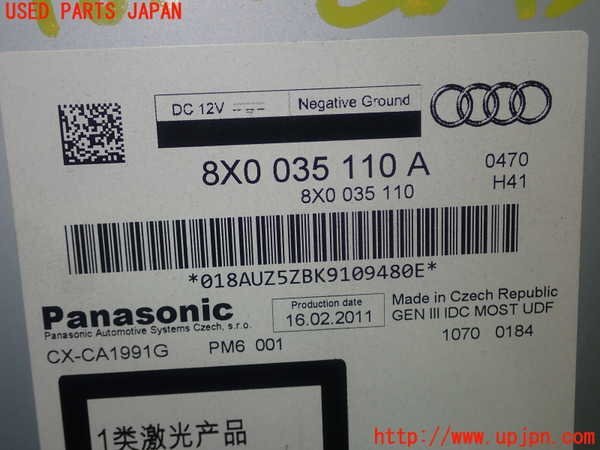 USED PARTS JAPAN
DC 12V Negative Ground
8X0 035 110 A 0470
8X0 035 110 H41
*018AUZ5ZBK9109480E*
Panasonic
Panasonic Automotive Systems Czech, s.r.o.
Production date
16.02.2011
Made in Czech Republic
GEN III IDC MOST UDF
CX-CA1991G PM6 001 1070 0184
1类激光产品
http://www.upjpn.com/